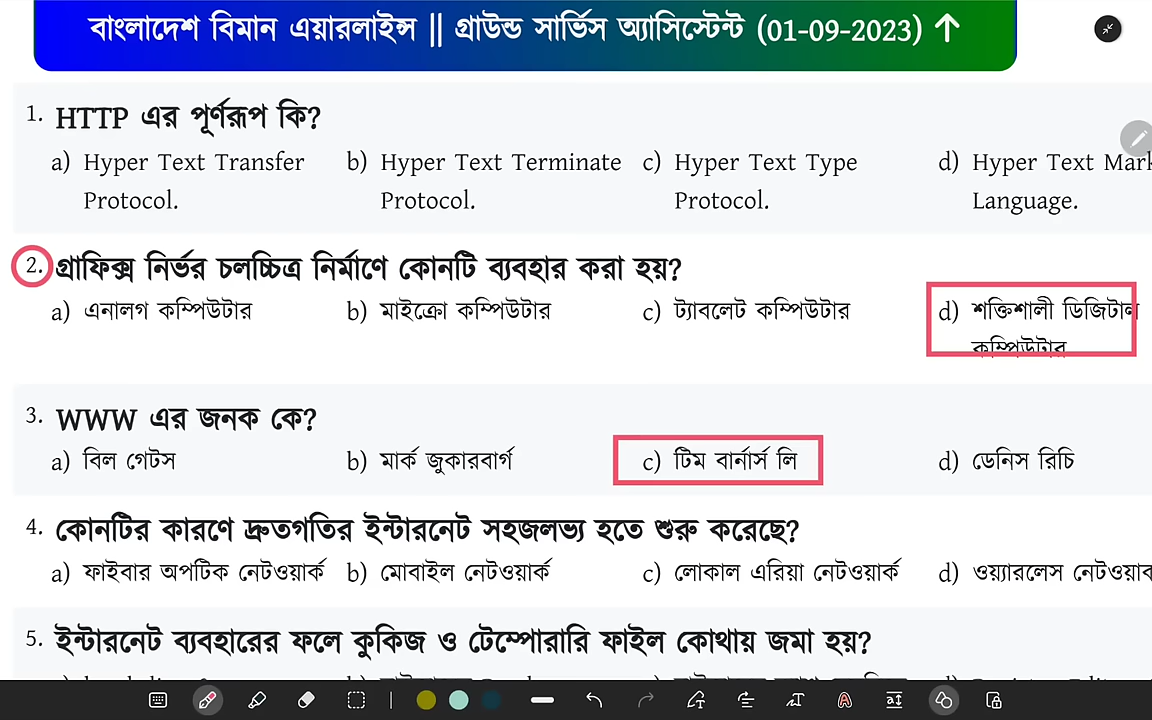 বাংলাদেশ বিমান এয়ারলাইন্স || গ্রাউন্ড সার্ভিস অ্যাসিস্টেন্ট (01-09-2023) ↑
1. HTTP এর পূর্ণরূপ কি?
a) Hyper Text Transfer Protocol.
b) Hyper Text Terminate Protocol.
c) Hyper Text Type Protocol.
d) Hyper Text Mark Language.
2. গ্রাফিক্স নির্ভর চলচ্চিত্র নির্মাণে কোনটি ব্যবহার করা হয়?
a) এনালগ কম্পিউটার
b) মাইক্রো কম্পিউটার
c) ট্যাবলেট কম্পিউটার
d) শক্তিশালী ডিজিটাল কম্পিউটার
3. WWW এর জনক কে?
a) বিল গেটস
b) মার্ক জুকারবার্গ
c) টিম বার্নার্স লি
d) ডেনিস রিচি
4. কোনটির কারণে দ্রুতগতির ইন্টারনেট সহজলভ্য হতে শুরু করেছে?
a) ফাইবার অপটিক নেটওয়ার্ক
b) মোবাইল নেটওয়ার্ক
c) লোকাল এরিয়া নেটওয়ার্ক
d) ওয়্যারলেস
5. ইন্টারনেট ব্যবহারের ফলে কুকিজ ও টেম্পোরারি ফাইল কোথায় জমা হয়?